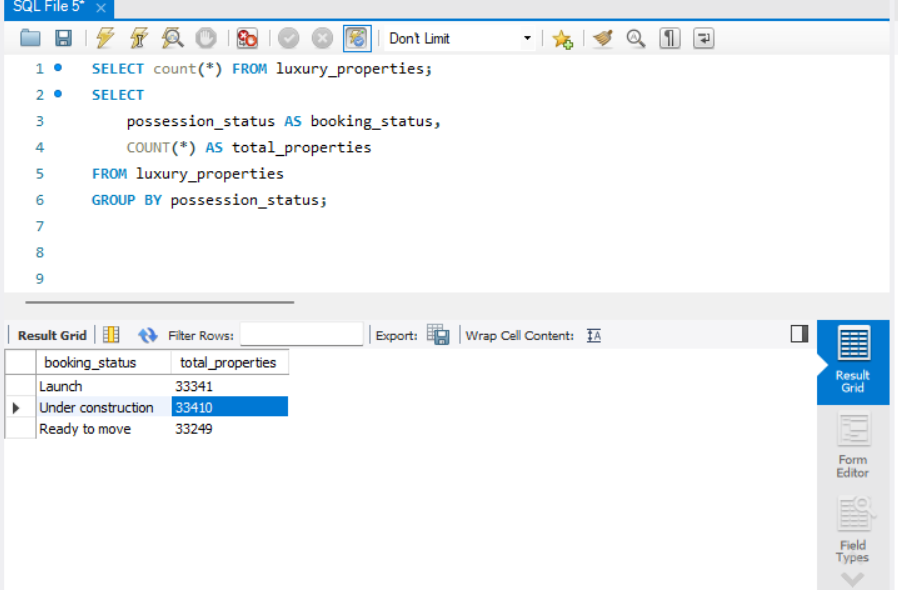 SQL File 5*
Don't Limit
1 SELECT count(*) FROM luxury_properties;
2 SELECT
3 possession_status AS booking_status,
4 COUNT(*) AS total_properties
5 FROM luxury_properties
6 GROUP BY possession_status;
7
8
9
Result Grid Filter Rows: Export: Wrap Cell Content:
booking_status total_properties
Launch 33341
Under construction 33410
Ready to move 33249
Result
Grid
Form
Editor
Field
Types